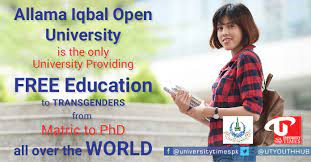 Allama Iqbal Open
University
is the only
University Providing
FREE Education
to TRANSGENDERS
from
Matric to PhD
all over the WORLD
@universitytimespk
@UTYOUTHHUB